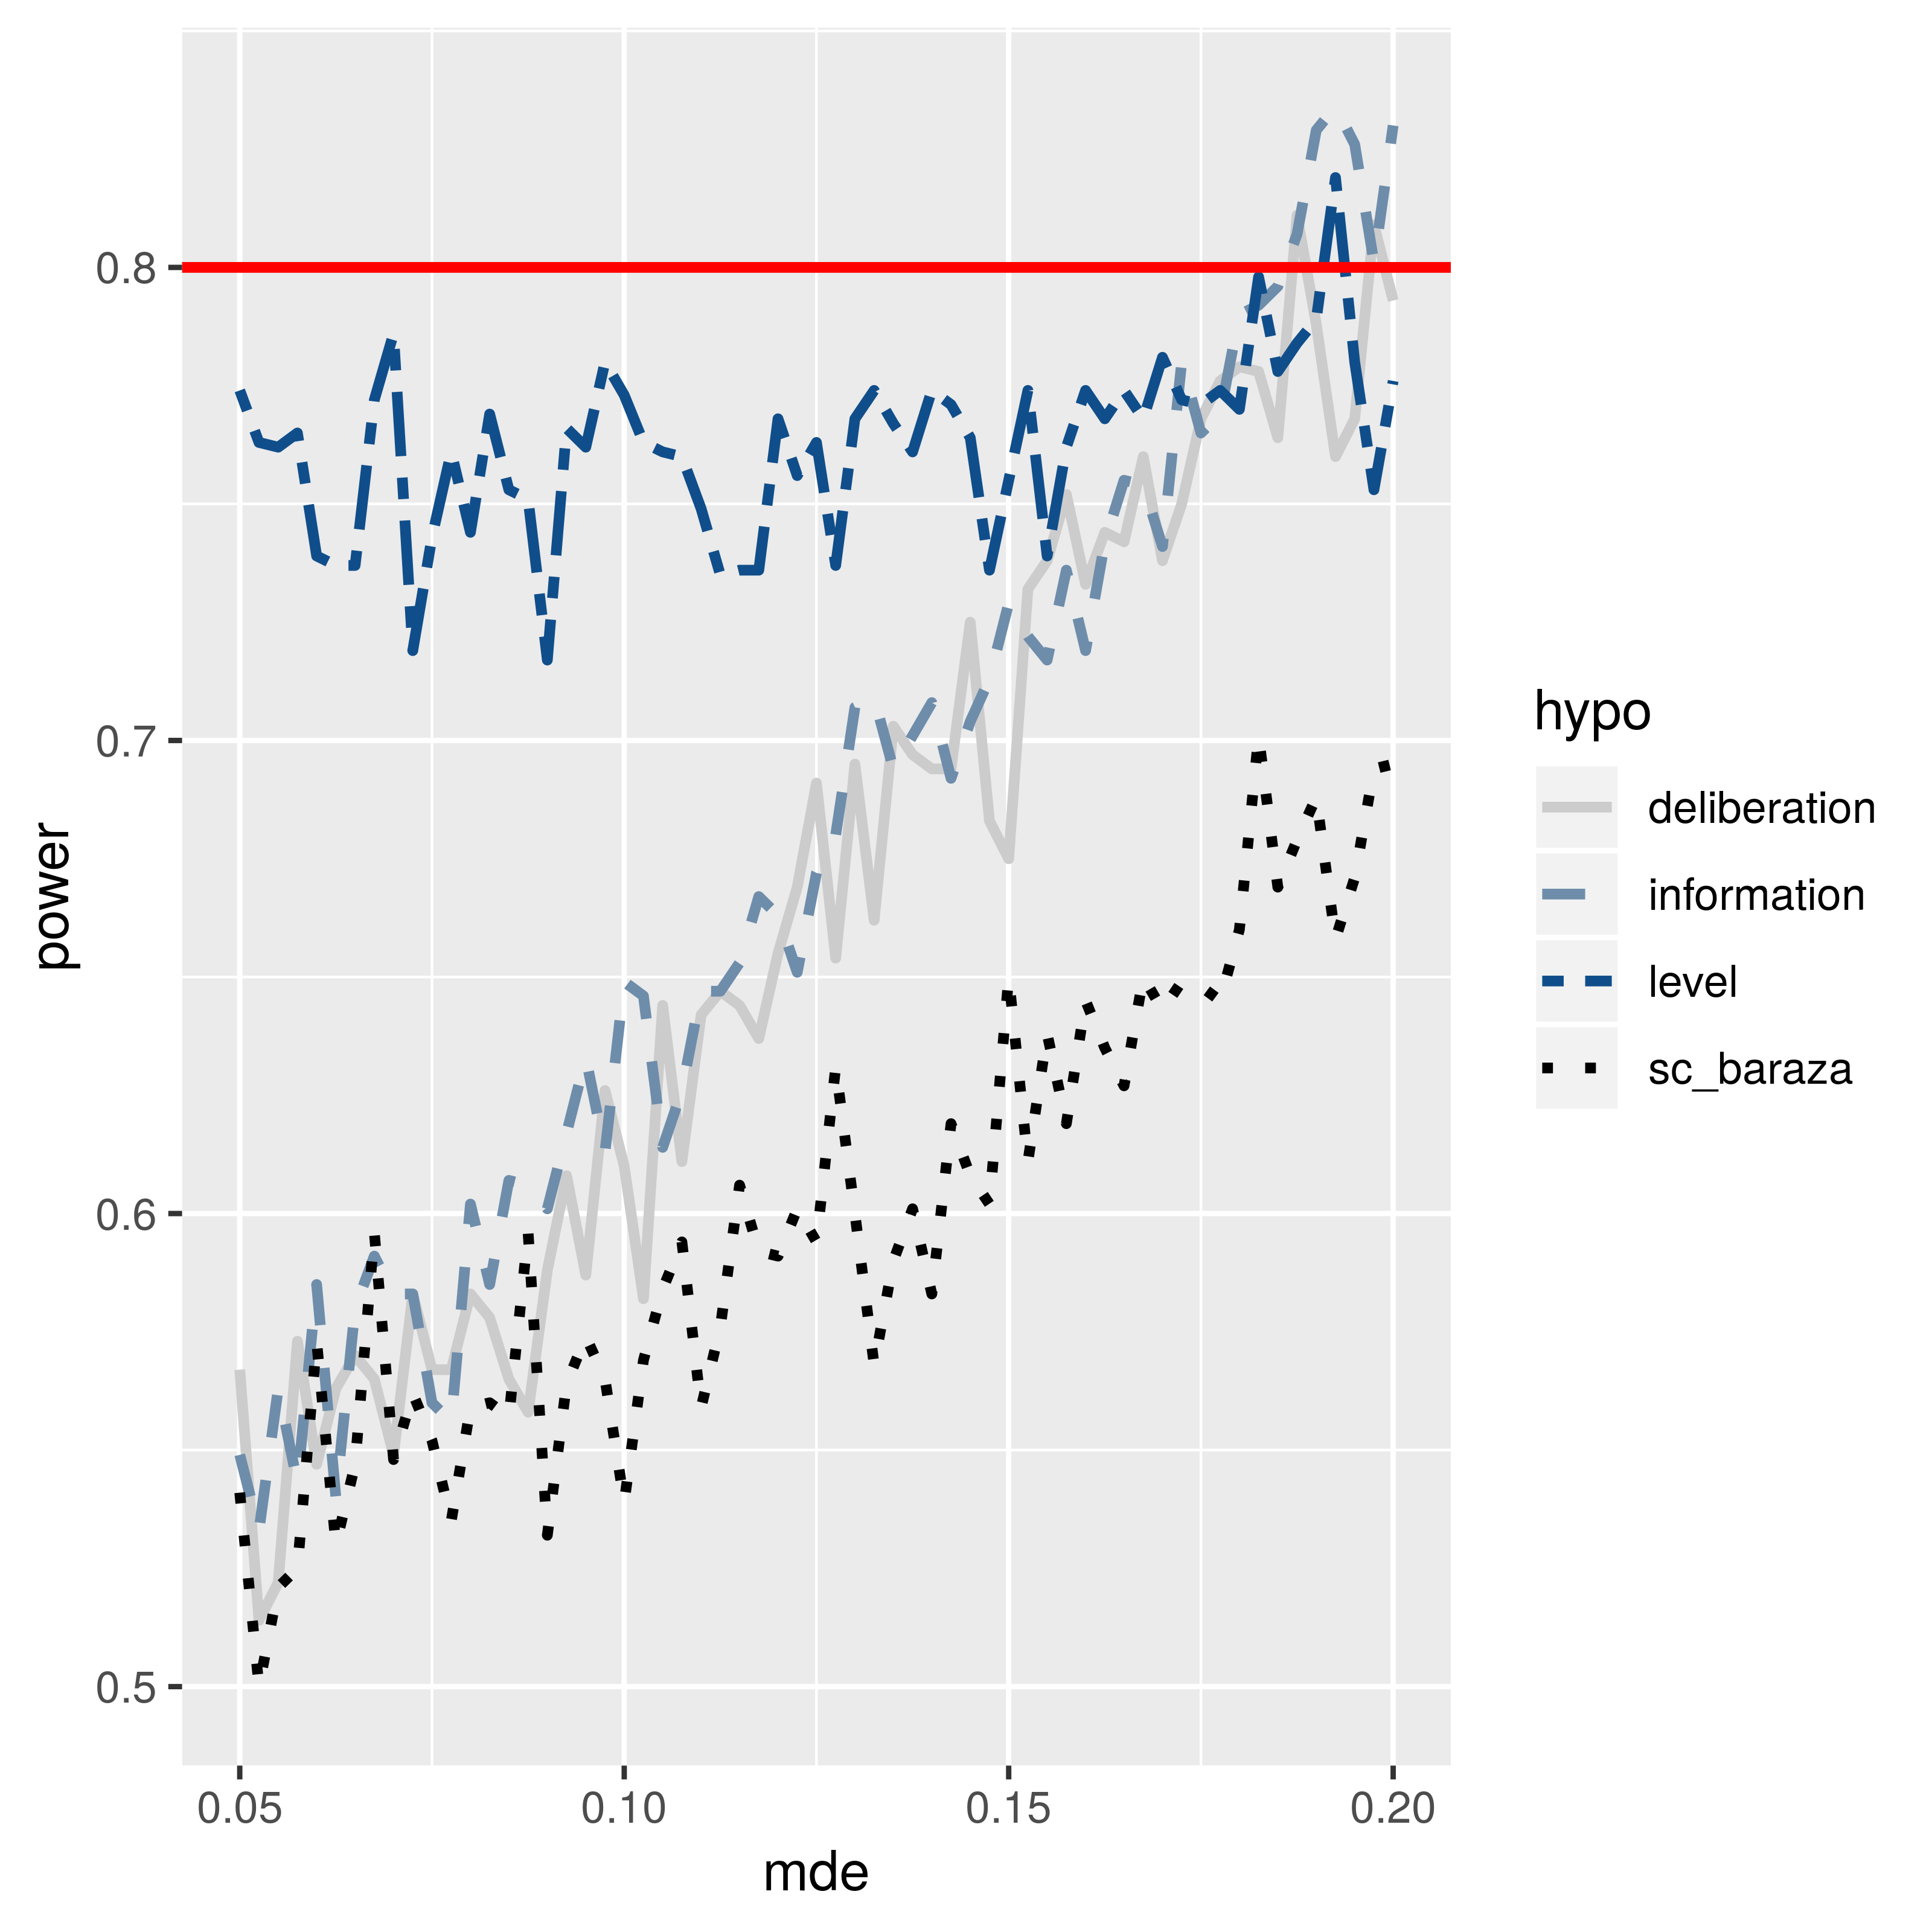 0.8
0.7
0.6
0.5
power
0.05 0.10 0.15 0.20
mde
hypo
deliberation
information
level
sc_baraza